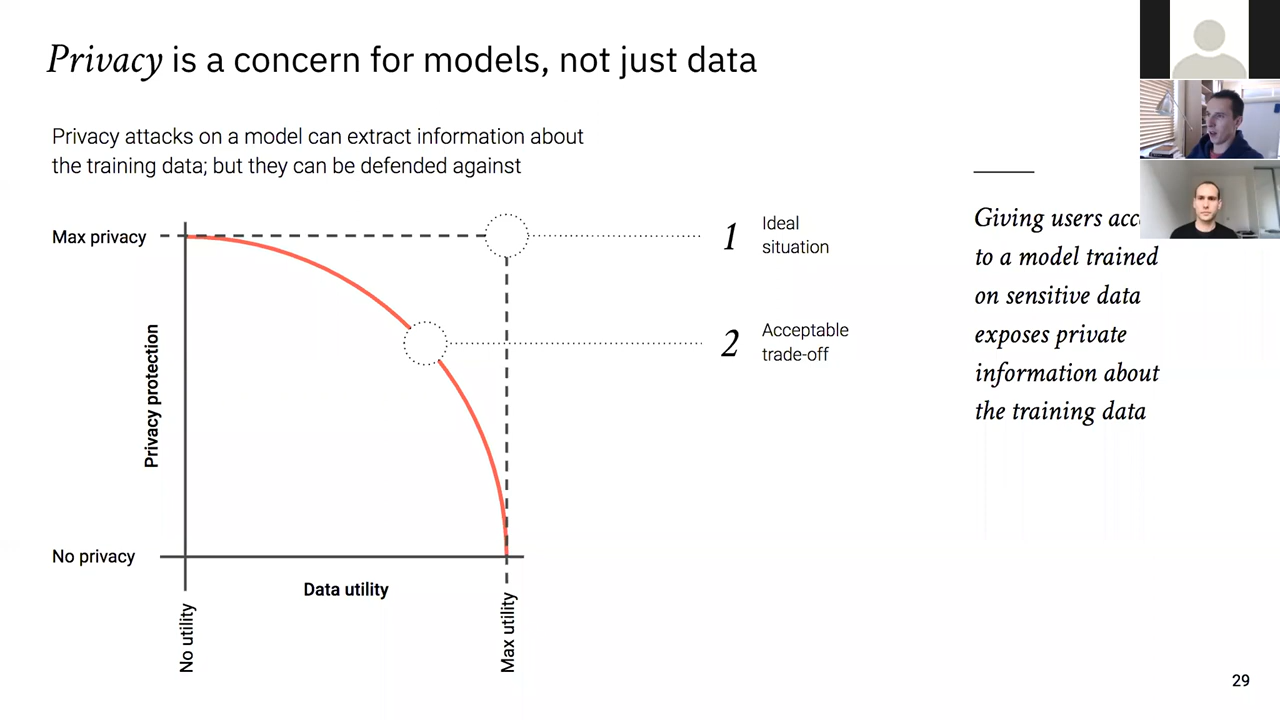 Privacy is a concern for models, not just data
Privacy attacks on a model can extract information about
the training data; but they can be defended against
Max privacy
Privacy protection
No privacy
Data utility
No utility
Max utility
1
Ideal
situation
2
Acceptable
trade-off
Giving users
to a model trained
on sensitive data
exposes private
information about
the training data
29